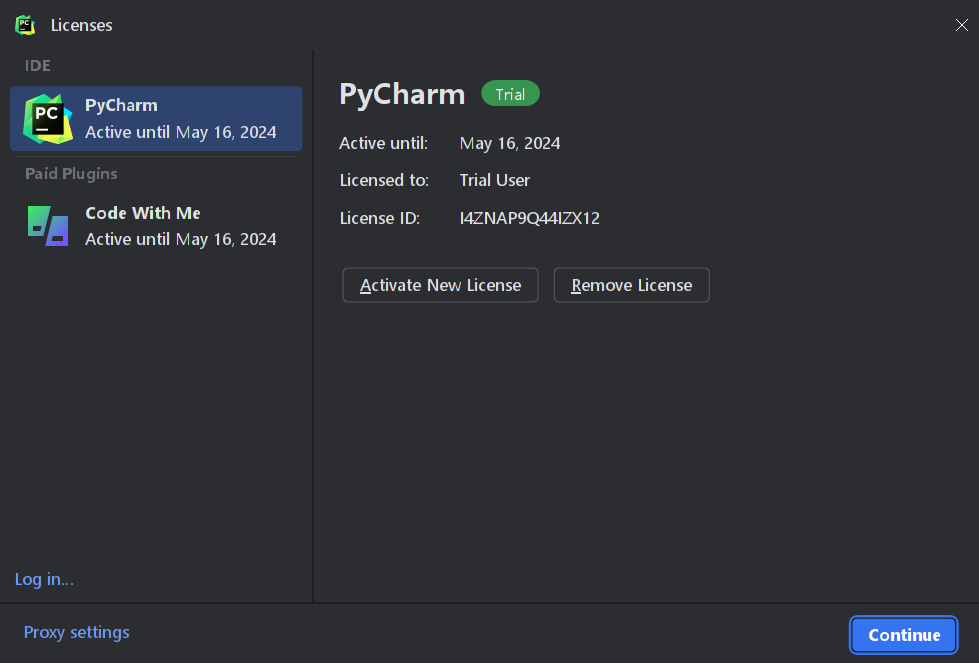 Licenses
IDE
PC
PyCharm
Active until May 16, 2024
Paid Plugins
Code With Me
Active until May 16, 2024
Log in...
PyCharm Trial
Active until: May 16, 2024
Licensed to: Trial User
License ID: I4ZNAP9Q44IZX12
Activate New License Remove License
Proxy settings
Continue